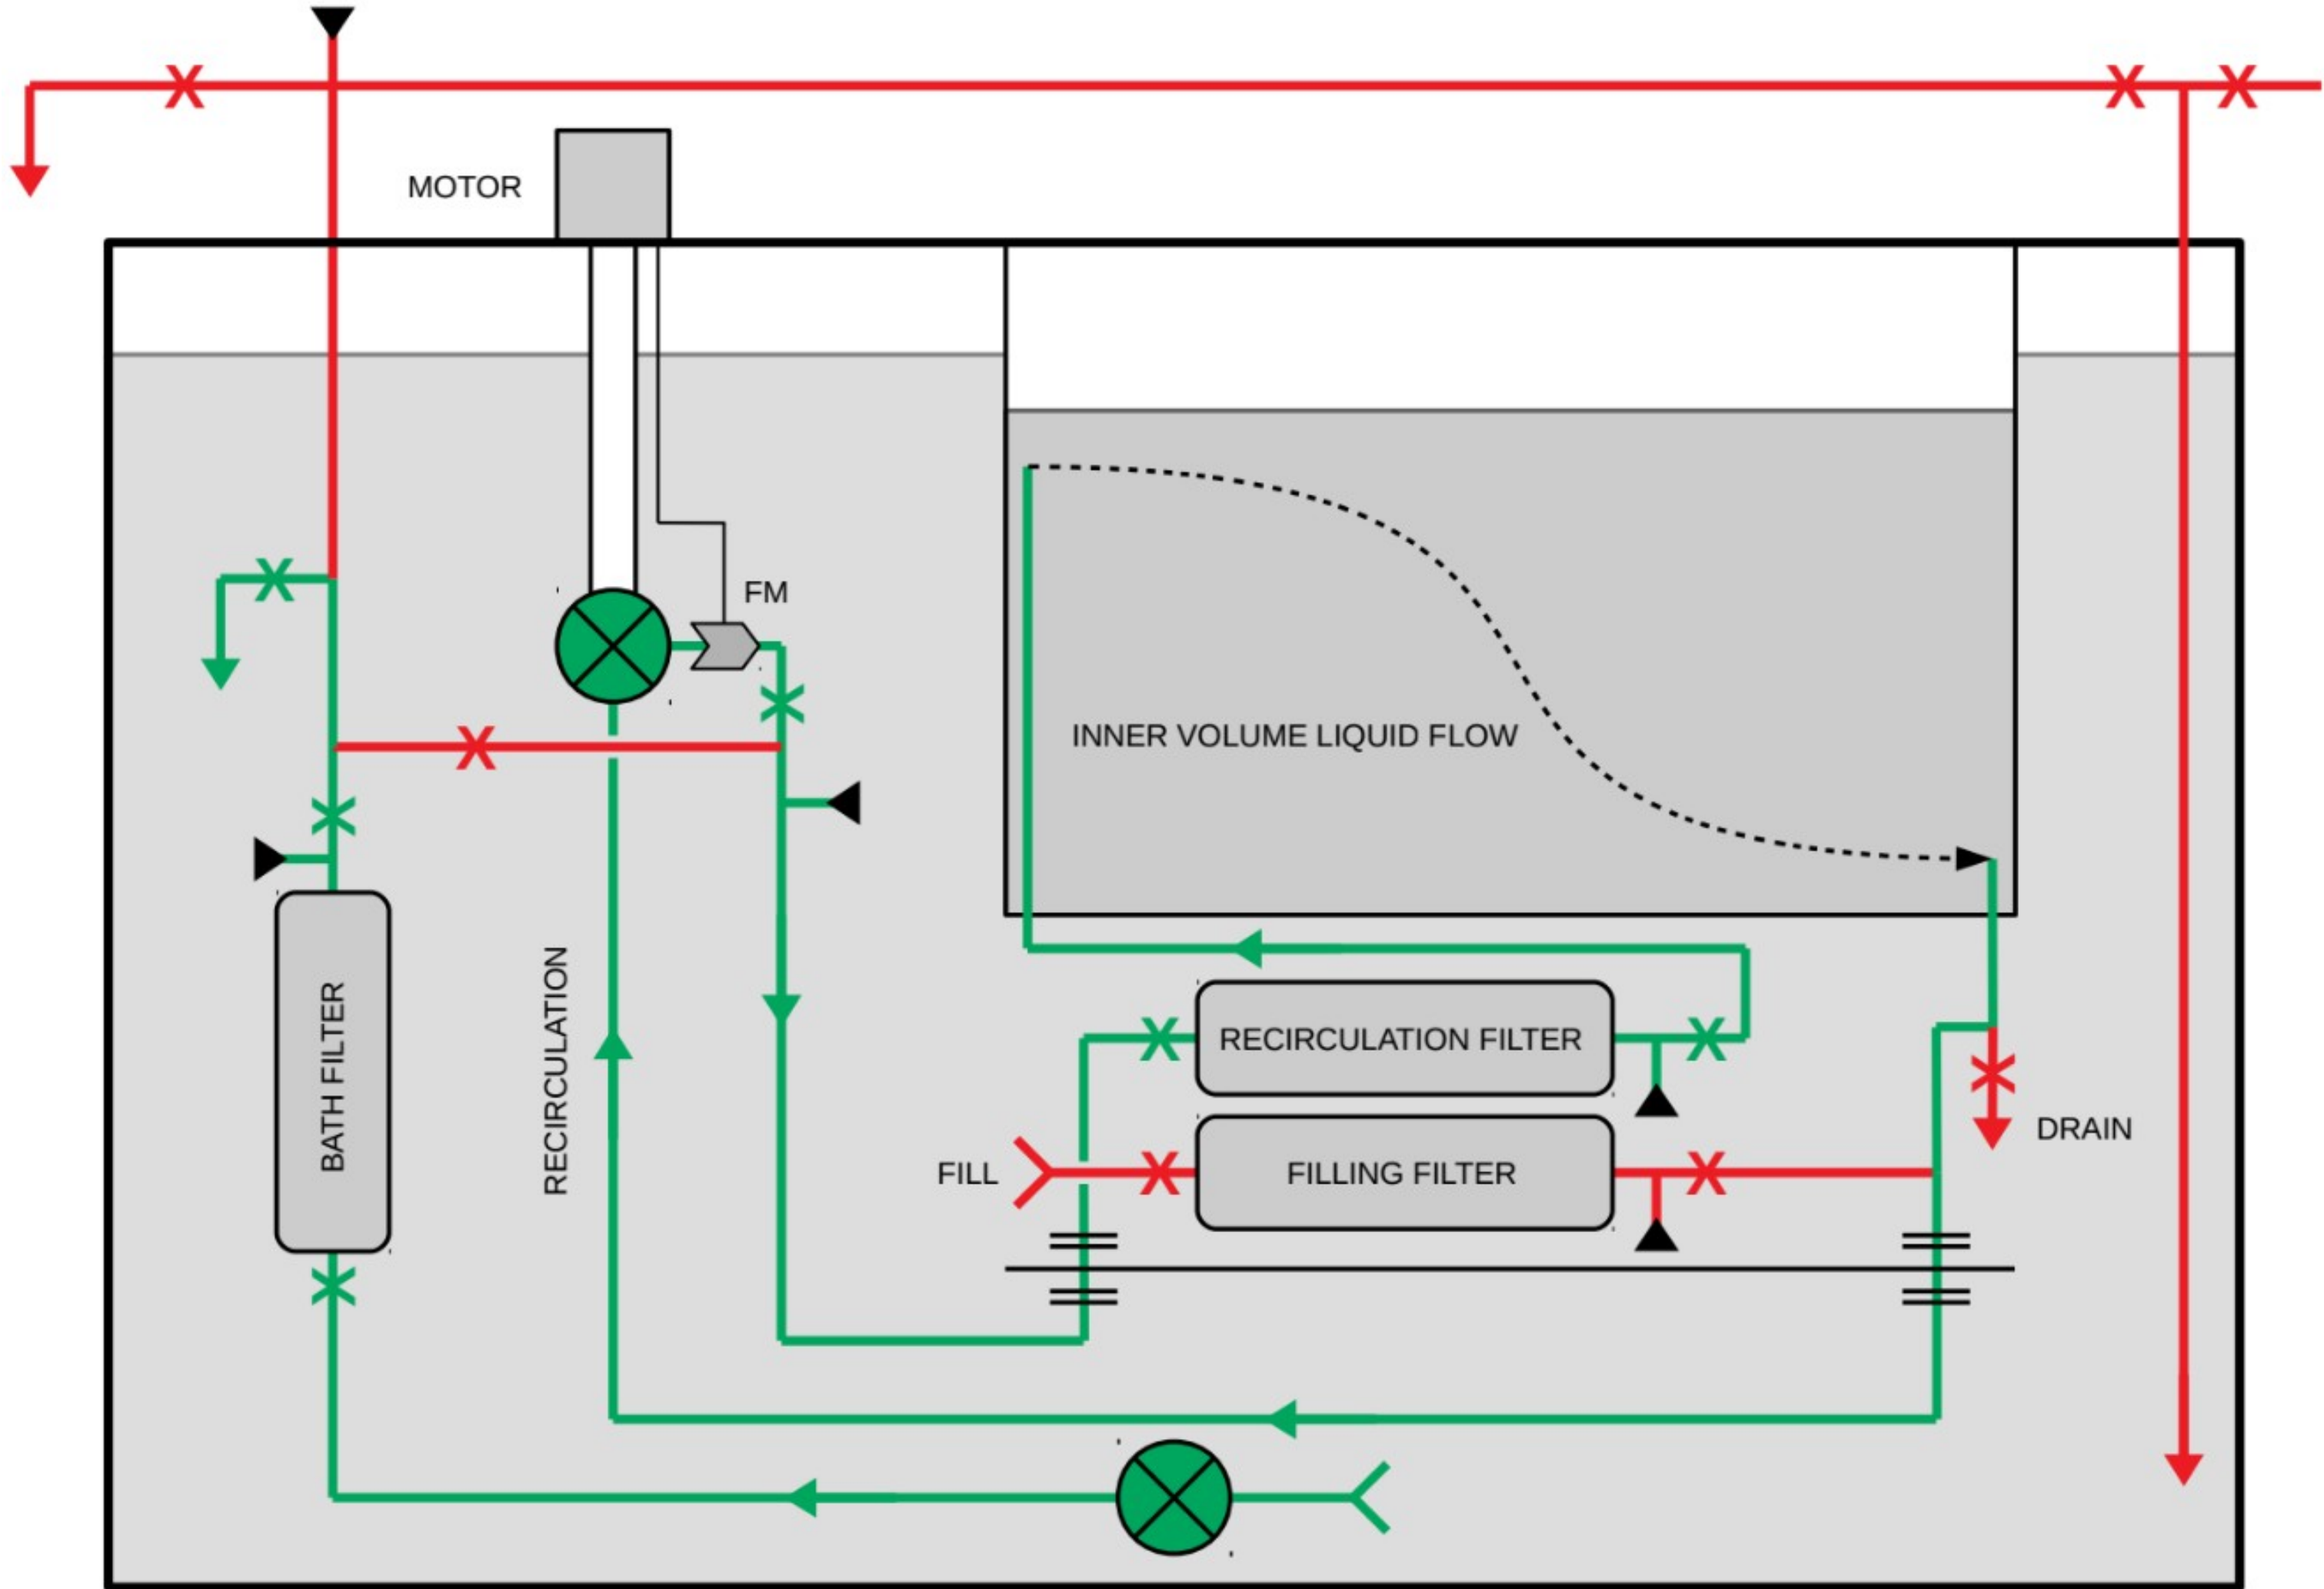 MOTOR
FM
INNER VOLUME LIQUID FLOW
BATH FILTER
RECIRCULATION
RECIRCULATION FILTER
DRAIN
FILL
FILLING FILTER